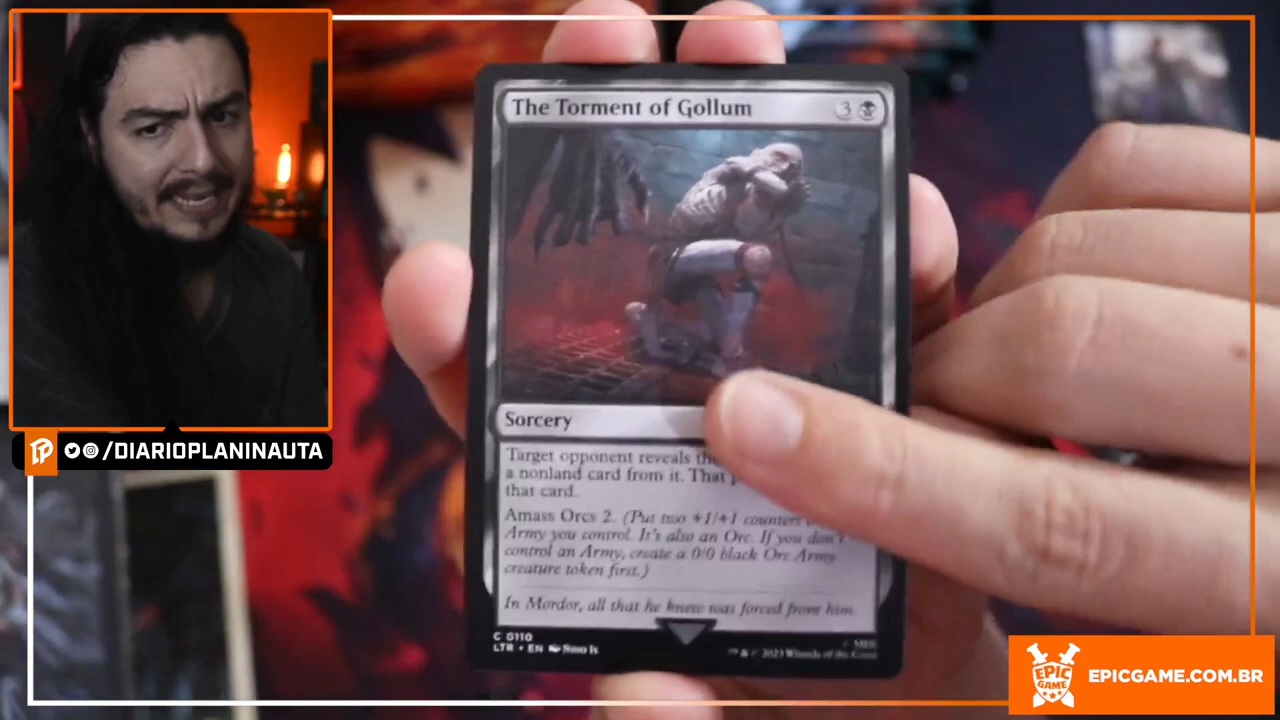 The Torment of Gollum 3
Sorcery
Target opponent reveals
a nonland card from it. That
that card.
Amass Orcs 2. (Put two +1/+1 counters
Army you control. It's also an Orc. If you don't
control an Army, create a 0/0 black Orc Army
creature token first.)
In Mordor, all that he knew was forced from him.
C 0110
LTR • EN
2023 Wizards of the Coast
/DIARIOPLANINAUTA
EPIC
GAME
EPICGAME.COM.BR